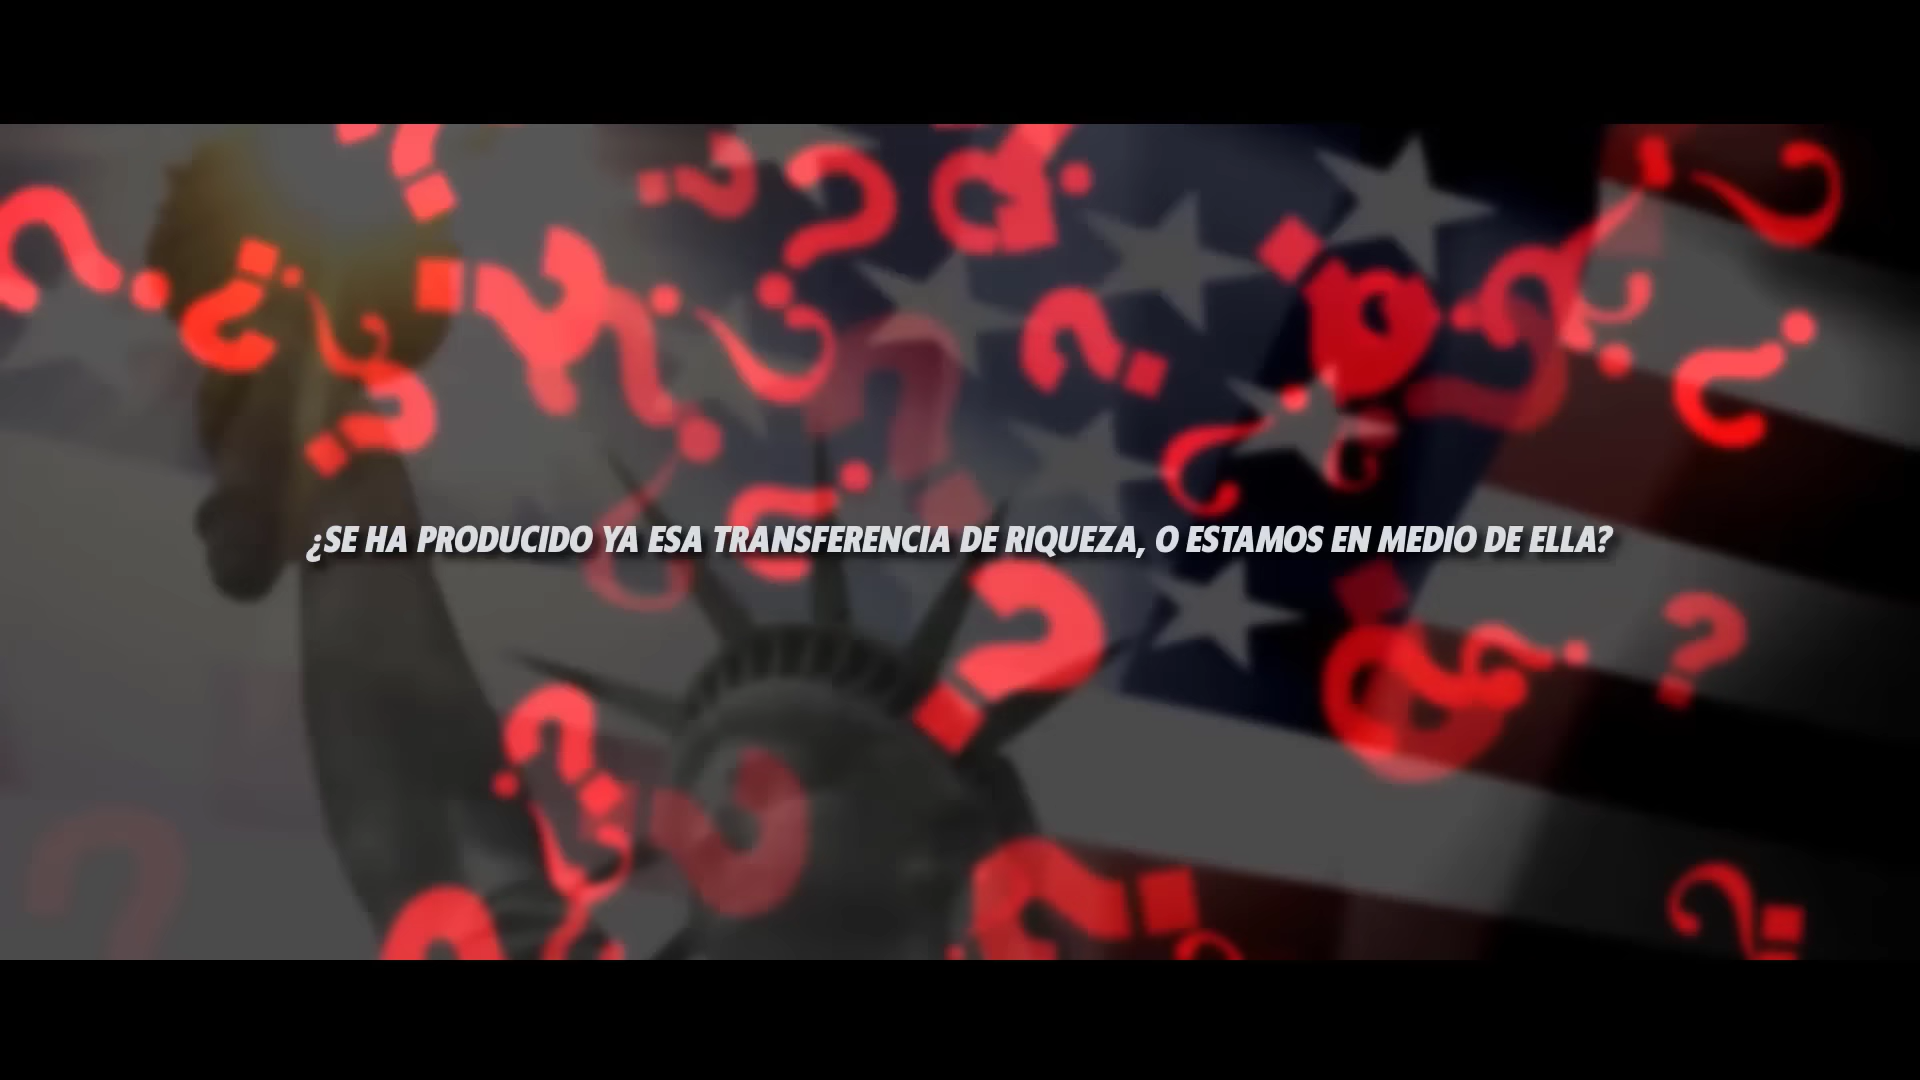 ¿SE HA PRODUCIDO YA ESA TRANSFERENCIA DE RIQUEZA, O ESTAMOS EN MEDIO DE ELLA?